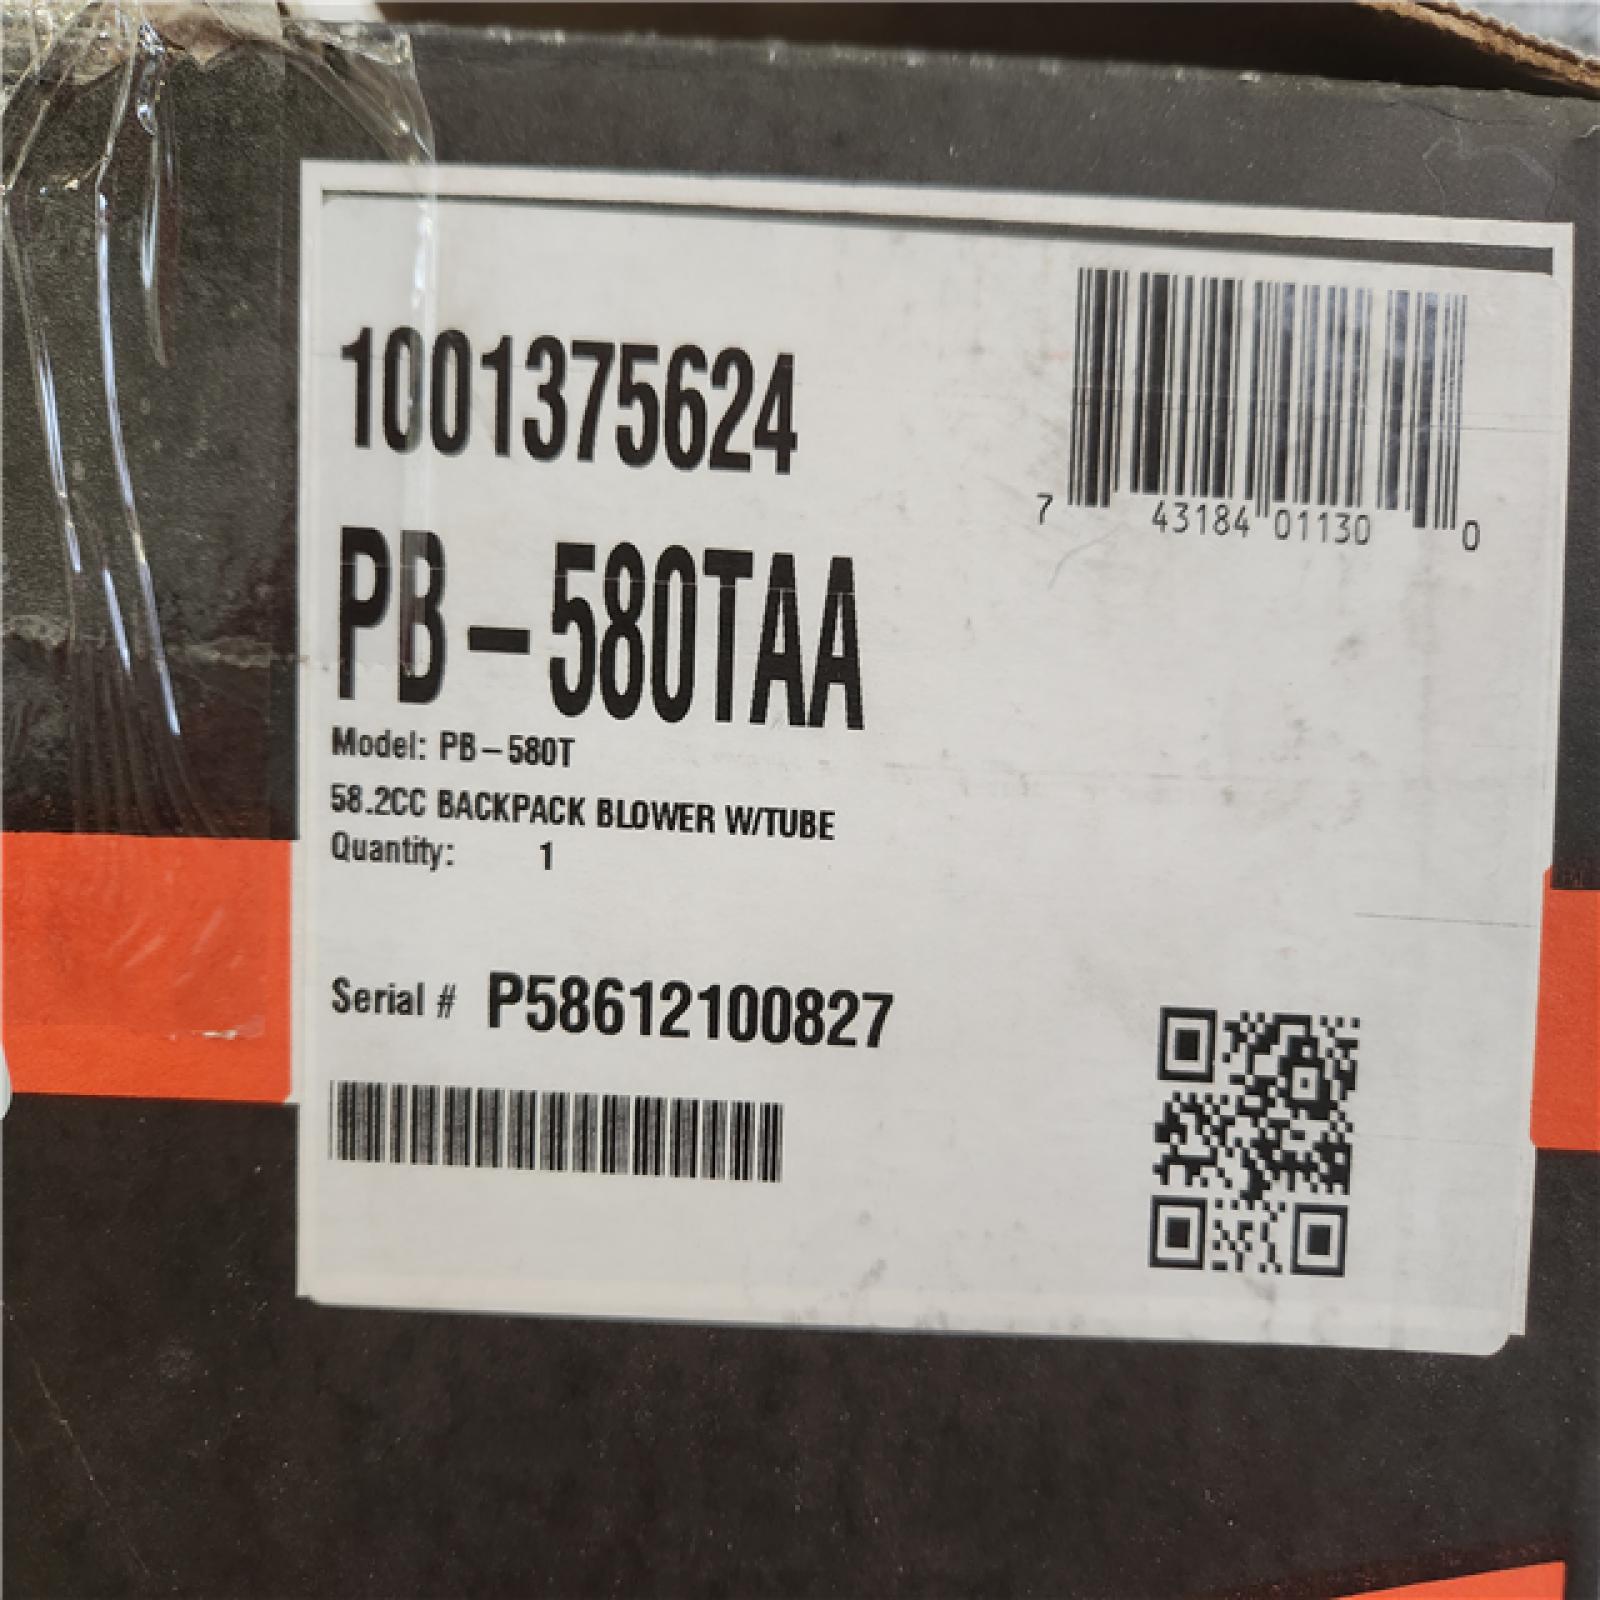 1001375624
7 43184 01130 0
PB-580TAA
Model: PB-580T
58.2CC BACKPACK BLOWER W/TUBE
Quantity: 1
Serial # P58612100827